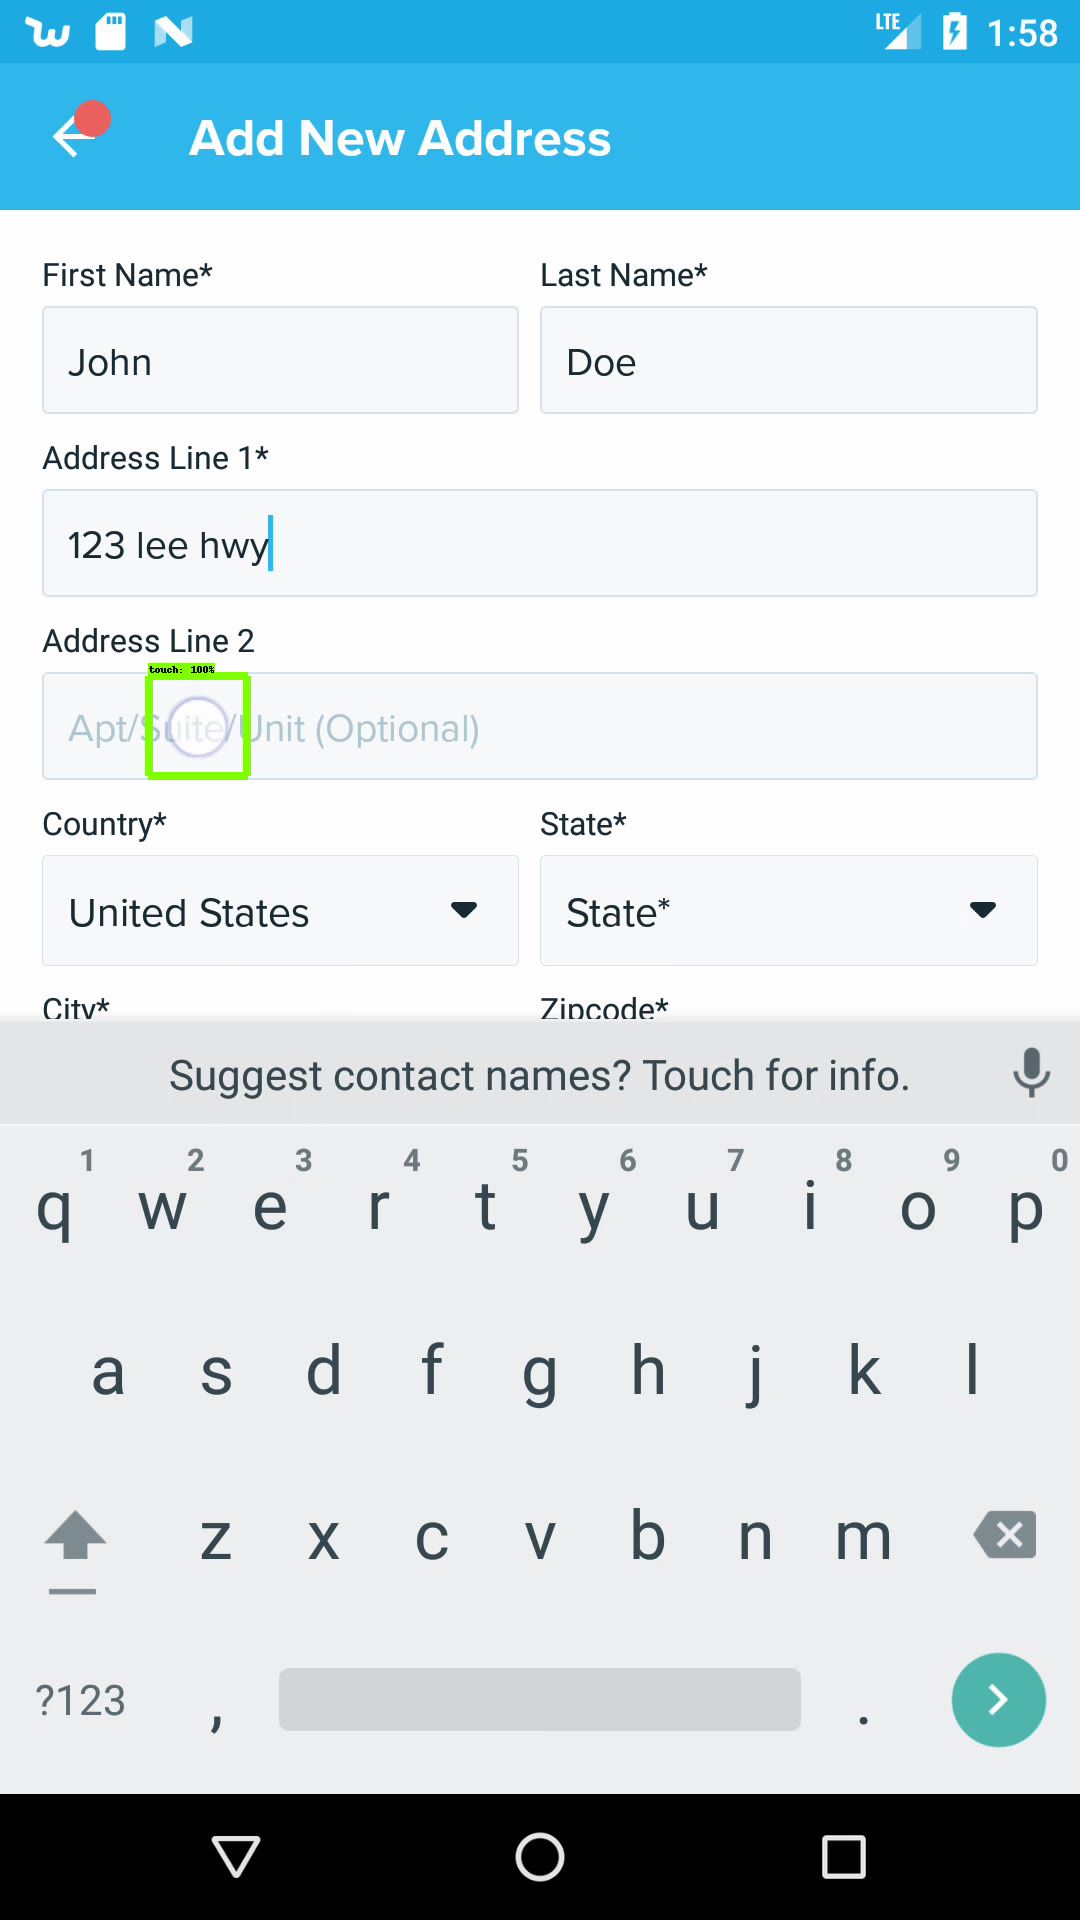 LTE 1:58
Add New Address
First Name* Last Name*
John Doe
Address Line 1*
123 lee hwy
Address Line 2
touch: 100%
Apt/Suite/Unit (Optional)
Country* State*
United States State*
City* Zipcode*
Suggest contact names? Touch for info.
1 2 3 4 5 6 7 8 9 0
q w e r t y u i o p
a s d f g h j k l
z x c v b n m
?123 , .